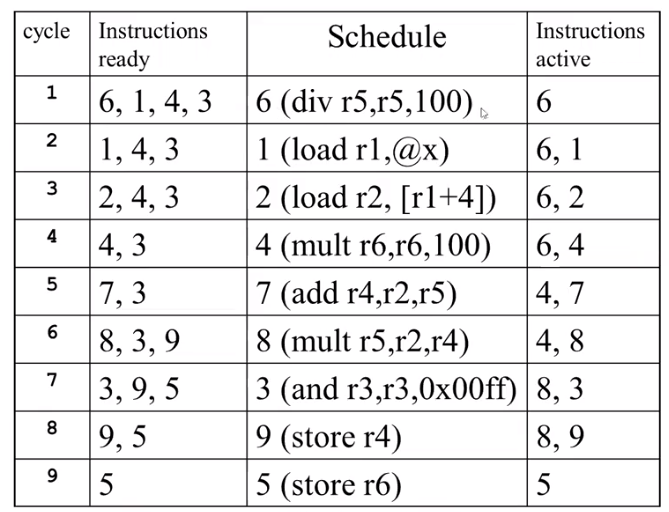 cycle Instructions ready Schedule Instructions active
1 6, 1, 4, 3 6 (div r5,r5,100) 6
2 1, 4, 3 1 (load r1,@x) 6, 1
3 2, 4, 3 2 (load r2, [r1+4]) 6, 2
4 4, 3 4 (mult r6,r6,100) 6, 4
5 7, 3 7 (add r4,r2,r5) 4, 7
6 8, 3, 9 8 (mult r5,r2,r4) 4, 8
7 3, 9, 5 3 (and r3,r3,0x00ff) 8, 3
8 9, 5 9 (store r4) 8, 9
9 5 5 (store r6) 5